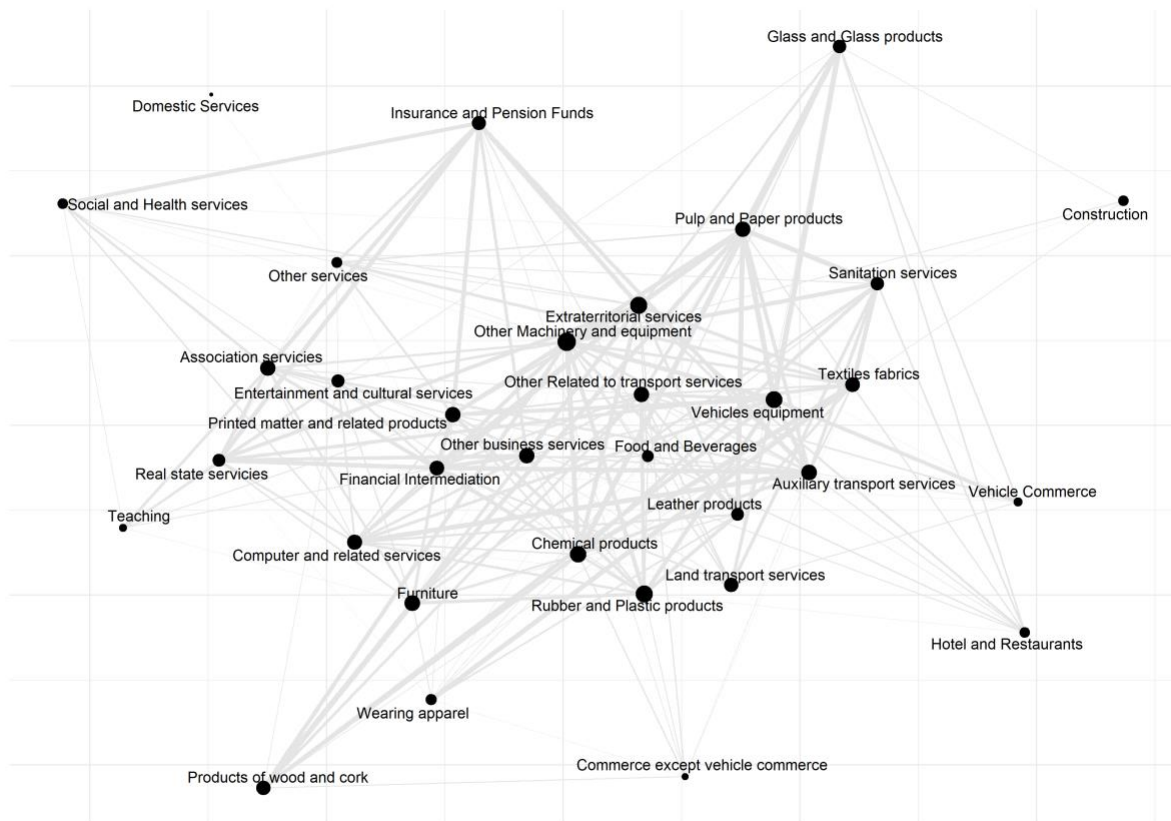 Glass and Glass products
Domestic Services
Insurance and Pension Funds
Social and Health services
Construction
Pulp and Paper products
Other services
Sanitation services
Extraterritorial services
Other Machinery and equipment
Association servicies
Textiles fabrics
Other Related to transport services
Entertainment and cultural services
Vehicles equipment
Printed matter and related products
Other business services
Food and Beverages
Real state servicies
Financial Intermediation
Auxiliary transport services
Vehicle Commerce
Leather products
Teaching
Chemical products
Computer and related services
Land transport services
Furniture
Rubber and Plastic products
Hotel and Restaurants
Wearing apparel
Commerce except vehicle commerce
Products of wood and cork